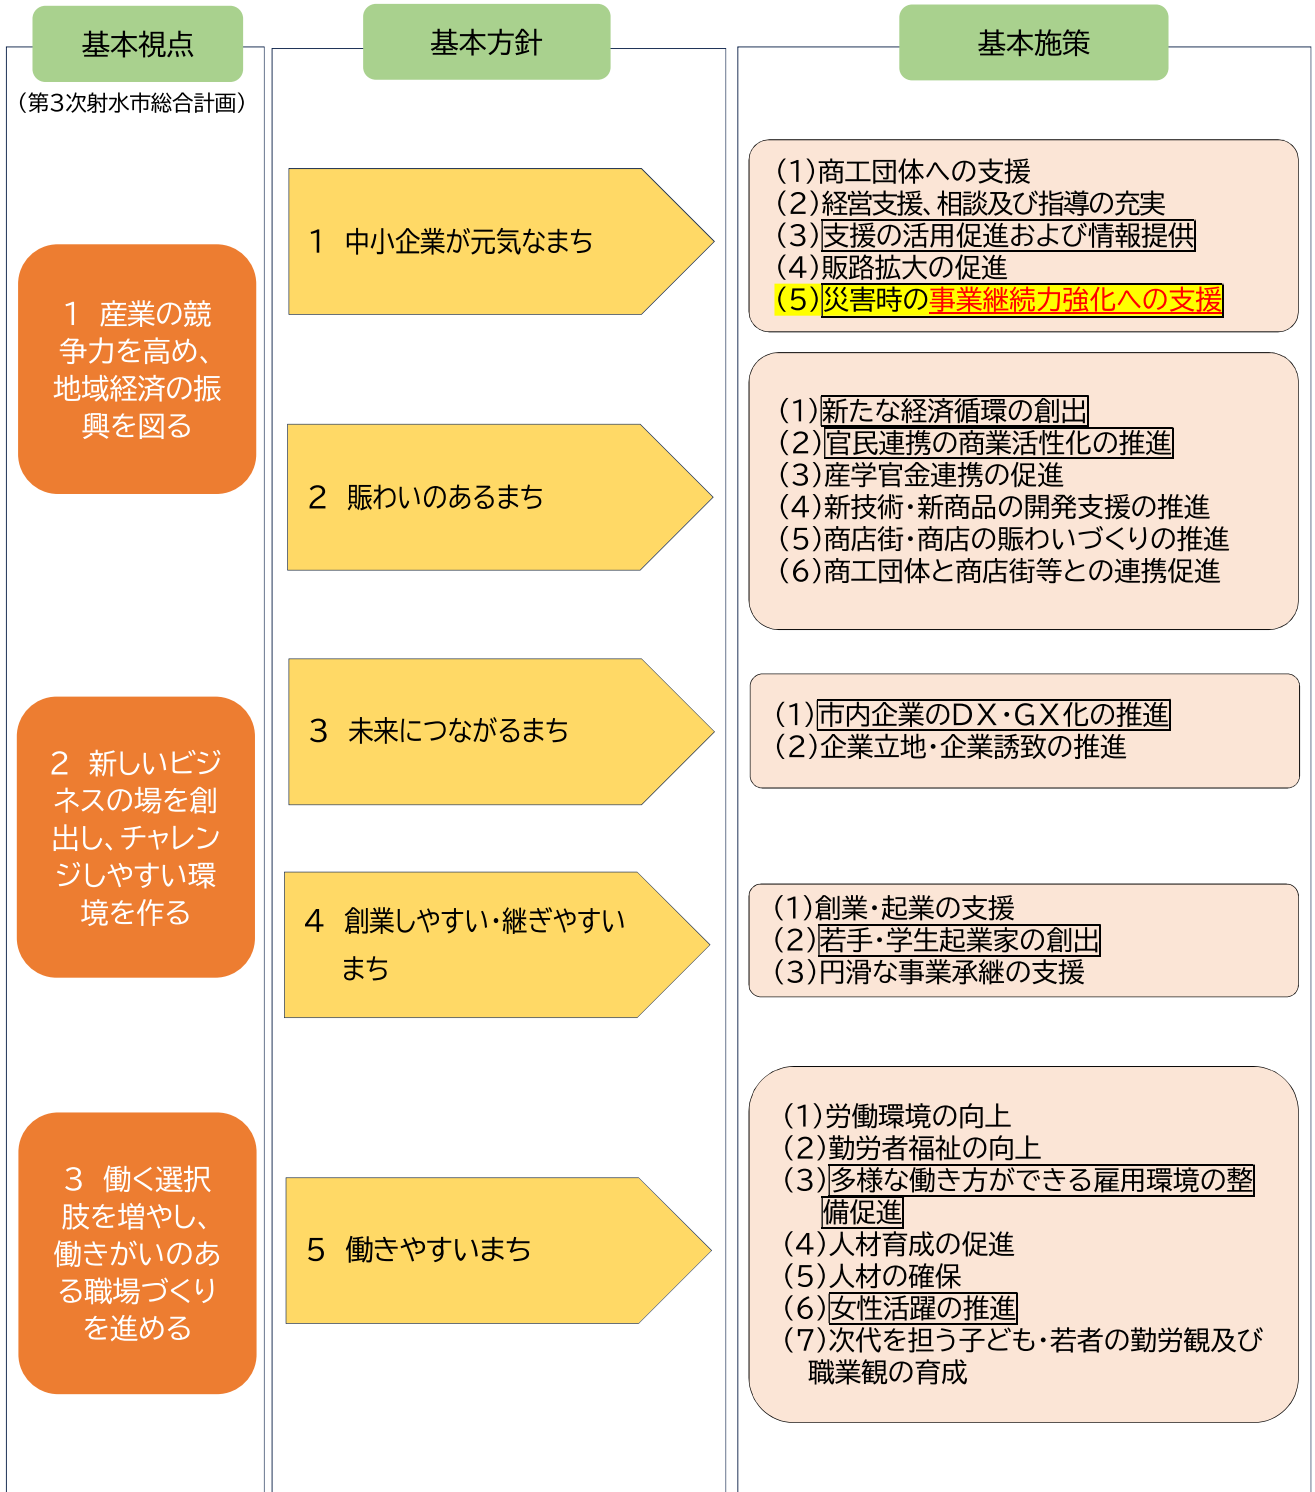 基本視点
（第３次射水市総合計画）
１　産業の競
争力を高め、
地域経済の振
興を図る
２　新しいビジ
ネスの場を創
出し、チャレン
ジしやすい環
境を作る
３　働く選択
肢を増やし、
働きがいのあ
る職場づくり
を進める
基本方針
１　中小企業が元気なまち
２　賑わいのあるまち
３　未来につながるまち
４　創業しやすい・継ぎやすい
まち
５　働きやすいまち
基本施策
（１）商工団体への支援
（２）経営支援、相談及び指導の充実
（３）支援の活用促進および情報提供
（４）販路拡大の促進
（５）災害時の事業継続力強化への支援
（１）新たな経済循環の創出
（２）官民連携の商業活性化の推進
（３）産学官金連携の促進
（４）新技術・新商品の開発支援の推進
（５）商店街・商店の賑わいづくりの推進
（６）商工団体と商店街等との連携促進
（１）市内企業のＤＸ・ＧＸ化の推進
（２）企業立地・企業誘致の推進
（１）創業・起業の支援
（２）若手・学生起業家の創出
（３）円滑な事業承継の支援
（１）労働環境の向上
（２）勤労者福祉の向上
（３）多様な働き方ができる雇用環境の整
備促進
（４）人材育成の促進
（５）人材の確保
（６）女性活躍の推進
（７）次代を担う子ども・若者の勤労観及び
職業観の育成